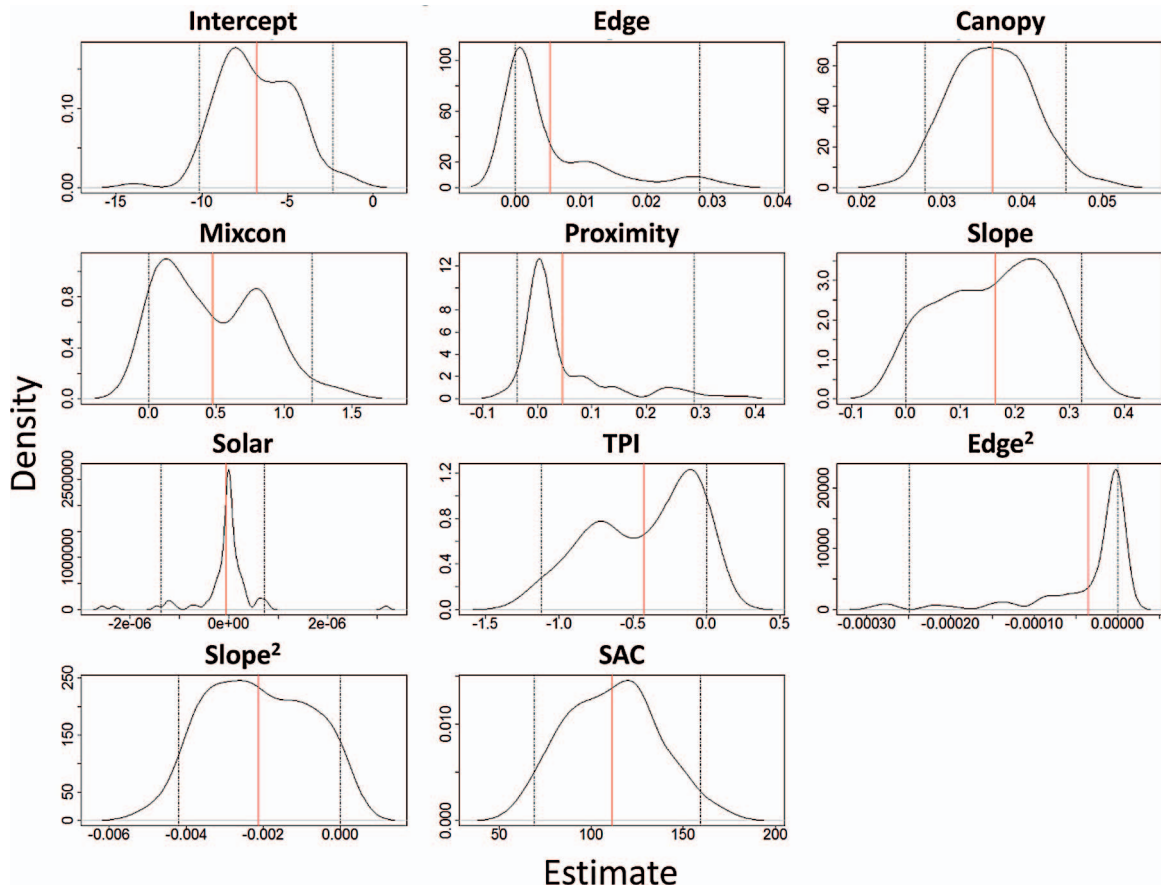 Intercept Edge Canopy
0.00 0.10
-15 -10 -5 0
0 20 60 100
0.00 0.01 0.02 0.03 0.04
0 20 40 60
0.02 0.03 0.04 0.05
Mixcon Proximity Slope
0.0 0.4 0.8
0.0 0.5 1.0 1.5
0 2 4 6 8 12
-0.1 0.0 0.1 0.2 0.3 0.4
0.0 1.0 2.0 3.0
-0.1 0.0 0.1 0.2 0.3 0.4
Density
Solar TPI Edge²
0 1000000 2500000
-2e-06 0e+00 2e-06
0.0 0.4 0.8 1.2
-1.5 -1.0 -0.5 0.0 0.5
0 10000 20000
-0.00030 -0.00020 -0.00010 0.00000
Slope² SAC
0 50 150 250
-0.006 -0.004 -0.002 0.000
0.000 0.010
50 100 150 200
Estimate